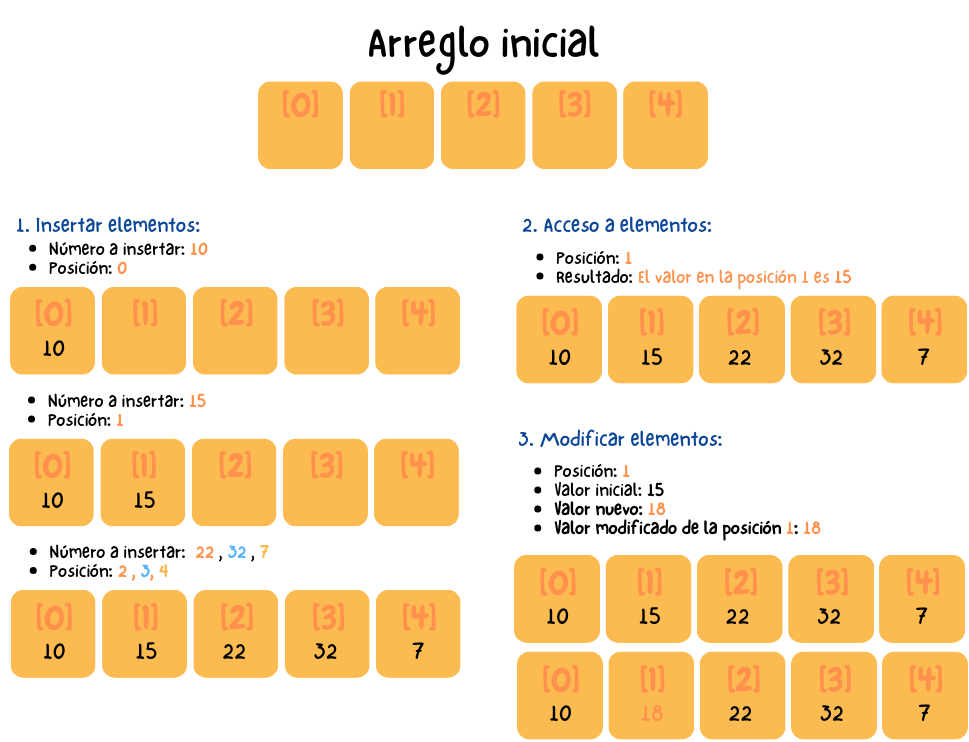 Arreglo inicial
[0] [1] [2] [3] [4]
1. Insertar elementos:
Número a insertar: 10
Posición: 0
[0] [1] [2] [3] [4]
10
Número a insertar: 15
Posición: 1
[0] [1] [2] [3] [4]
10 15
Número a insertar: 22 , 32 , 7
Posición: 2 , 3, 4
[0] [1] [2] [3] [4]
10 15 22 32 7
2. Acceso a elementos:
Posición: 1
Resultado: El valor en la posición 1 es 15
[0] [1] [2] [3] [4]
10 15 22 32 7
3. Modificar elementos:
Posición: 1
Valor inicial: 15
Valor nuevo: 18
Valor modificado de la posición 1: 18
[0] [1] [2] [3] [4]
10 15 22 32 7
[0] [1] [2] [3] [4]
10 18 22 32 7